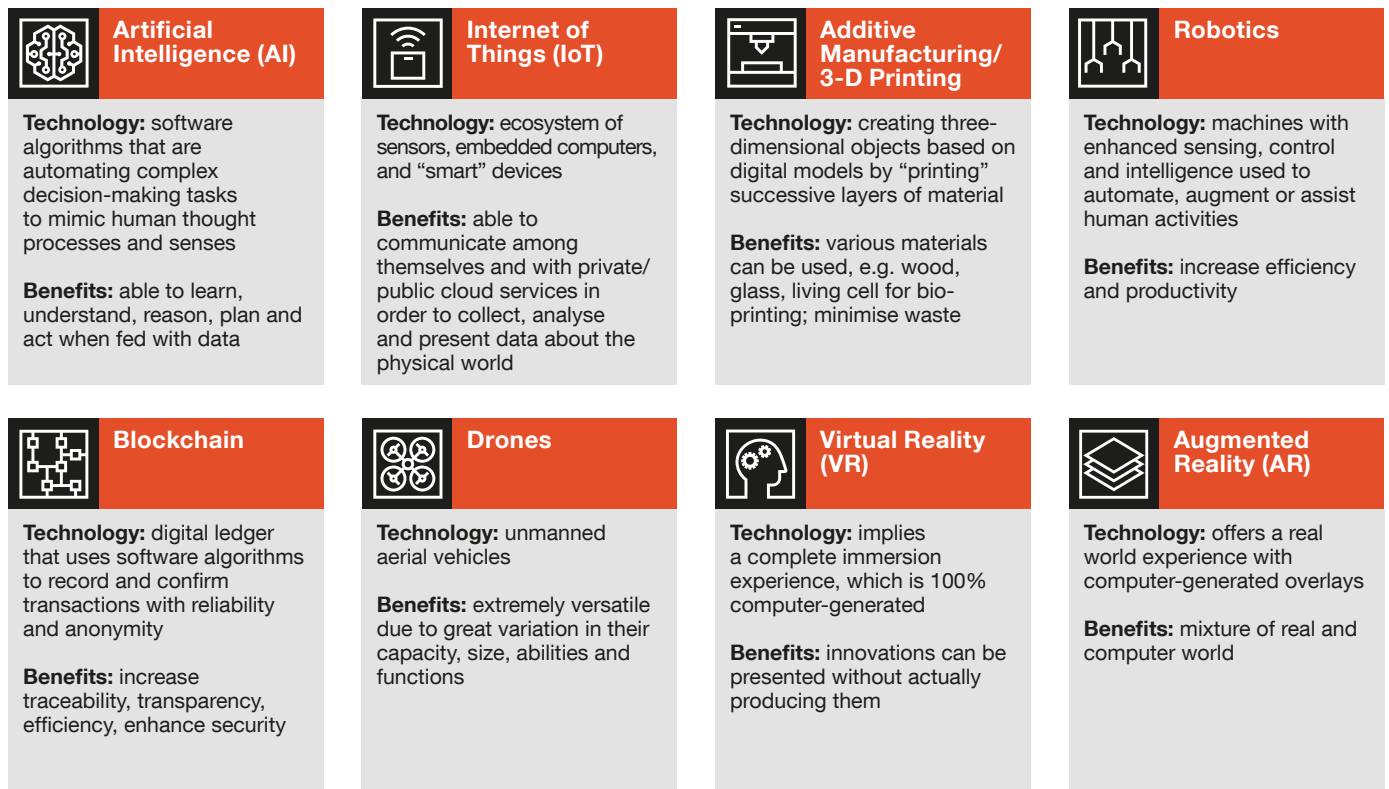 Artificial
Intelligence (AI)
Technology: software
algorithms that are
automating complex
decision-making tasks
to mimic human thought
processes and senses
Benefits: able to learn,
understand, reason, plan and
act when fed with data
Internet of
Things (IoT)
Technology: ecosystem of
sensors, embedded computers,
and “smart” devices
Benefits: able to
communicate among
themselves and with private/
public cloud services in
order to collect, analyse
and present data about the
physical world
Additive
Manufacturing/
3-D Printing
Technology: creating three-
dimensional objects based on
digital models by “printing”
successive layers of material
Benefits: various materials
can be used, e.g. wood,
glass, living cell for bio-
printing; minimise waste
Robotics
Technology: machines with
enhanced sensing, control
and intelligence used to
automate, augment or assist
human activities
Benefits: increase efficiency
and productivity
Blockchain
Technology: digital ledger
that uses software algorithms
to record and confirm
transactions with reliability
and anonymity
Benefits: increase
traceability, transparency,
efficiency, enhance security
Drones
Technology: unmanned
aerial vehicles
Benefits: extremely versatile
due to great variation in their
capacity, size, abilities and
functions
Virtual Reality
(VR)
Technology: implies
a complete immersion
experience, which is 100%
computer-generated
Benefits: innovations can be
presented without actually
producing them
Augmented
Reality (AR)
Technology: offers a real
world experience with
computer-generated overlays
Benefits: mixture of real and
computer world